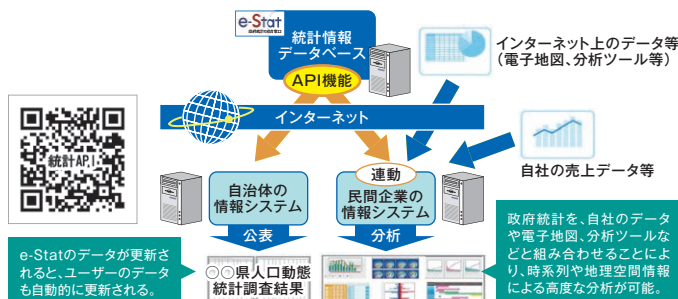 e-Stat
政府統計の総合窓口
統計情報
データベース
API機能
インターネット上のデータ等
(電子地図、分析ツール等)
インターネット
統計API
自社の売上データ等
自治体の
情報システム
連動
民間企業の
情報システム
公表
分析
e-Statのデータが更新さ
れると、ユーザーのデータ
も自動的に更新される。
○○県人口動態
統計調査結果
政府統計を、自社のデータ
や電子地図、分析ツールな
どと組み合わせることによ
り、時系列や地理空間情報
による高度な分析が可能。